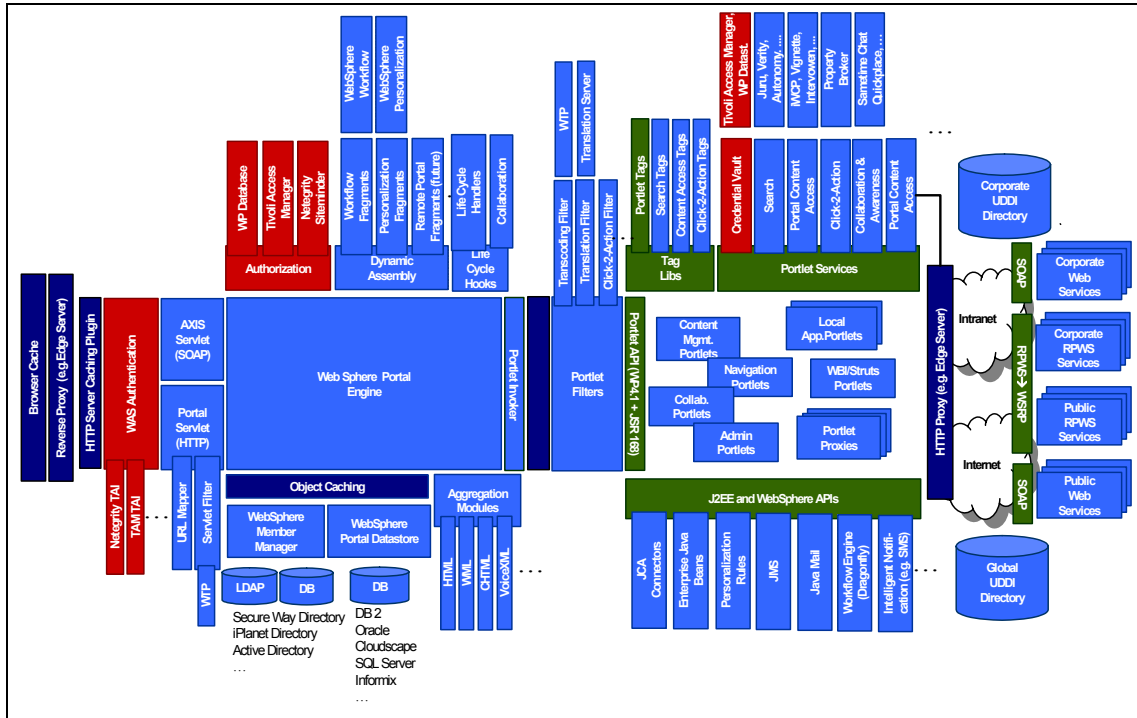 WebSphere
Workflow
WebSphere
Personalization
WTP
Translation Server
Tivoli Access Manager,
WP Datast.
Juru, Verity,
Autonomy. ....
IWCP, Vignette,
Intervowen, ...
Property
Broker
Sametime Chat
Quickplace, ...
...
WP Database
Tivoli Access
Manager
Netegrity
Siteminder
Workflow
Fragments
Personalization
Fragments
Remote Portal
Fragments (future)
Life Cycle
Handlers
Collaboration
Transcoding Filter
Translation Filter
Click-2-Action Filter
...
Portlet Tags
Search Tags
Content Access Tags
Click-2-Action Tags
Credential Vault
Search
Portal Content
Access
Click-2-Action
Collaboration &
Awareness
Portal Content
Access
Corporate
UDDI
Directory
Authorization
Dynamic
Assembly
Life
Cycle
Hooks
Tag
Libs
Portlet Services
Browser Cache
Reverse Proxy (e.g.Edge Server)
HTTP Server Caching Plugin
WAS Authentication
AXIS
Servlet
(SOAP)
Portal
Servlet
(HTTP)
Web Sphere Portal
Engine
Portlet Invoker
Portlet
Filters
Portlet API (WP4.1 + JSR 168)
Content
Mgmt.
Portlets
Local
App.Portlets
Navigation
Portlets
WBI/Struts
Portlets
Collab.
Portlets
Admin
Portlets
Portlet
Proxies
HTTP Proxy (e.g. Edge Server)
Intranet
Internet
SOAP
RPWS → WSRP
SOAP
Corporate
Web
Services
Corporate
RPWS
Services
Public
RPWS
Services
Public
Web
Services
Netegrity TAI
TAM TAI
...
URL Mapper
Servlet Filter
WTP
Object Caching
WebSphere
Member
Manager
WebSphere
Portal Datastore
Aggregation
Modules
HTML
WML
CHTML
VoiceXML
...
LDAP
DB
DB
Secure Way Directory
iPlanet Directory
Active Directory
...
DB 2
Oracle
Cloudscape
SQL Server
Informix
...
J2EE and WebSphere APIs
JCA
Connectors
Enterprise Java
Beans
Personalization
Rules
JMS
Java Mail
Workflow Engine
(Dragonfly)
Intelligent Notifi-
cation (e.g. SMS)
...
Global
UDDI
Directory